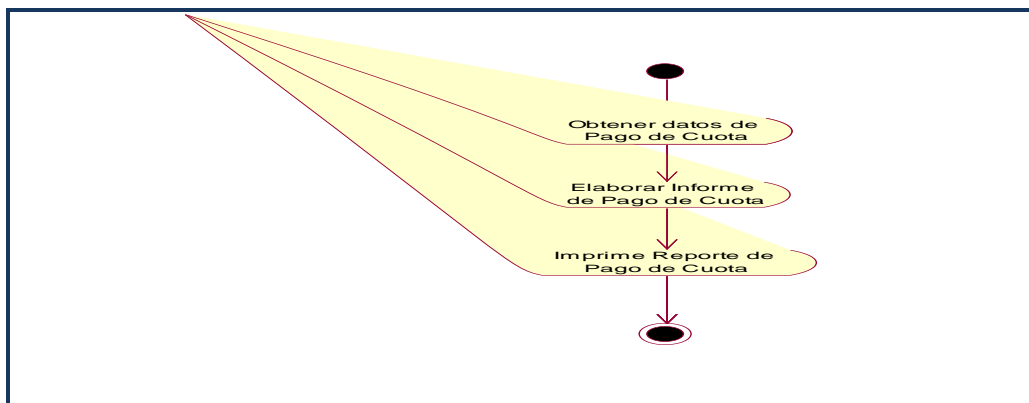 Obtener datos de
Pago de Cuota
Elaborar Informe
de Pago de Cuota
Imprime Reporte de
Pago de Cuota